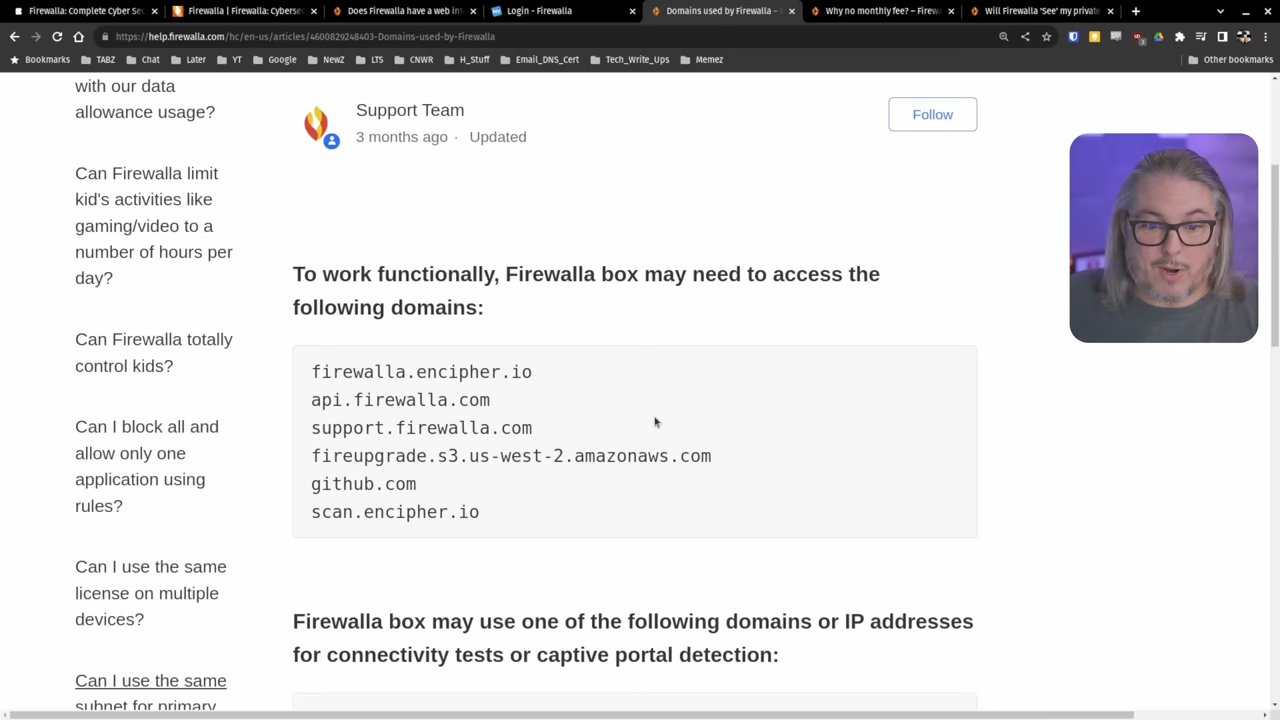 Firewalla: Complete Cyber Sec
Firewalla | Firewalla: Cyberse
Does Firewalla have a web int
Login - Firewalla
Domains used by Firewalla –
Why no monthly fee? – Firewa
Will Firewalla 'See' my private
https://help.firewalla.com/hc/en-us/articles/4600829248403-Domains-used-by-Firewalla
Bookmarks
TABZ
Chat
Later
YT
Google
NewZ
LTS
CNWR
H_Stuff
Email_DNS_Cert
Tech_Write_Ups
Memez
Other bookmarks
with our data
allowance usage?
Can Firewalla limit
kid's activities like
gaming/video to a
number of hours per
day?
Can Firewalla totally
control kids?
Can I block all and
allow only one
application using
rules?
Can I use the same
license on multiple
devices?
Can I use the same
subnet for primary
Support Team
3 months ago · Updated
Follow
To work functionally, Firewalla box may need to access the
following domains:
firewalla.encipher.io
api.firewalla.com
support.firewalla.com
fireupgrade.s3.us-west-2.amazonaws.com
github.com
scan.encipher.io
Firewalla box may use one of the following domains or IP addresses
for connectivity tests or captive portal detection: